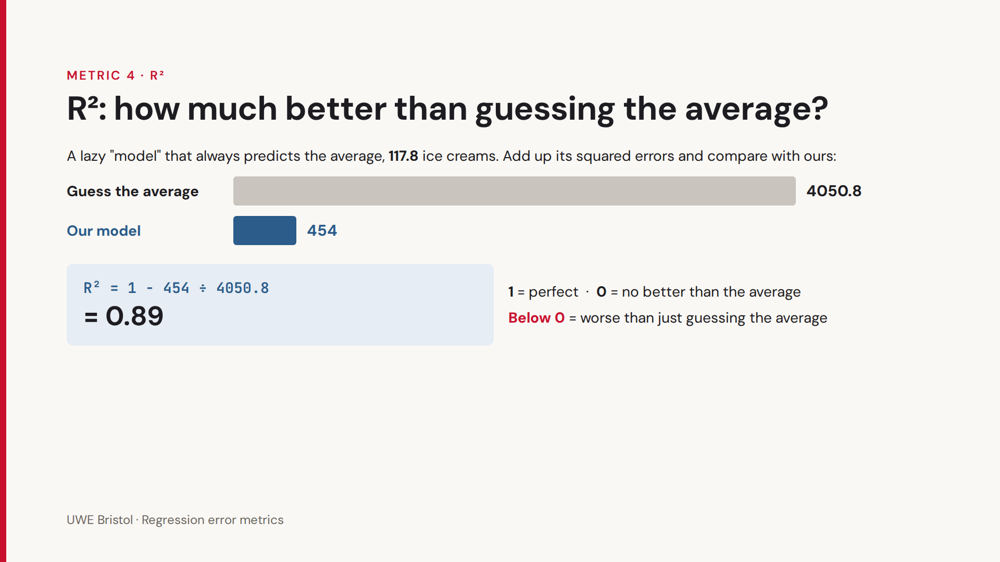 METRIC 4 · R²
R²: how much better than guessing the average?
A lazy "model" that always predicts the average, 117.8 ice creams. Add up its squared errors and compare with ours:
Guess the average 4050.8
Our model 454
R² = 1 - 454 ÷ 4050.8
= 0.89
1 = perfect · 0 = no better than the average
Below 0 = worse than just guessing the average
UWE Bristol · Regression error metrics